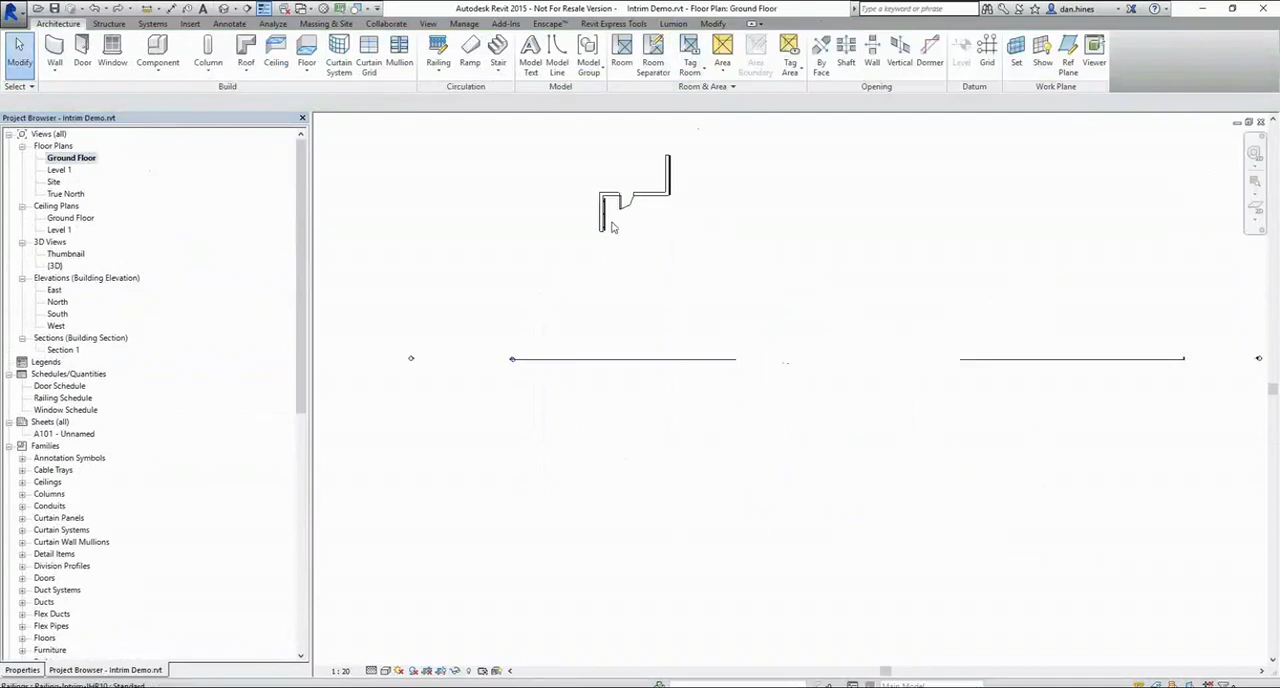 Autodesk Revit 2015 - Not For Resale Version - Intrim Demo.rvt - Floor Plan: Ground Floor
Type a keyword or phrase
dan.hines
Architecture Structure Systems Insert Annotate Analyze Massing & Site Collaborate View Manage Add-Ins Enscape™ Revit Express Tools Lumion Modify
Modify Wall Door Window Component Column Roof Ceiling Floor Curtain System Curtain Grid Mullion Railing Ramp Stair Model Text Model Line Model Group Room Room Separator Tag Room Area Area Boundary Tag Area By Face Shaft Wall Vertical Dormer Level Grid Set Show Ref Plane Viewer
Select Build Circulation Model Room & Area Opening Datum Work Plane
Project Browser - Intrim Demo.rvt
Views (all)
Floor Plans
Ground Floor
Level 1
Site
True North
Ceiling Plans
Ground Floor
Level 1
3D Views
Thumbnail
{3D}
Elevations (Building Elevation)
East
North
South
West
Sections (Building Section)
Section 1
Legends
Schedules/Quantities
Door Schedule
Railing Schedule
Window Schedule
Sheets (all)
A101 - Unnamed
Families
Annotation Symbols
Cable Trays
Ceilings
Columns
Conduits
Curtain Panels
Curtain Systems
Curtain Wall Mullions
Detail Items
Division Profiles
Doors
Duct Systems
Ducts
Flex Ducts
Flex Pipes
Floors
Furniture
Properties Project Browser - Intrim Demo.rvt
1 : 20
Railings : Railing-Intrim-IHR10 : Standard
Main Model